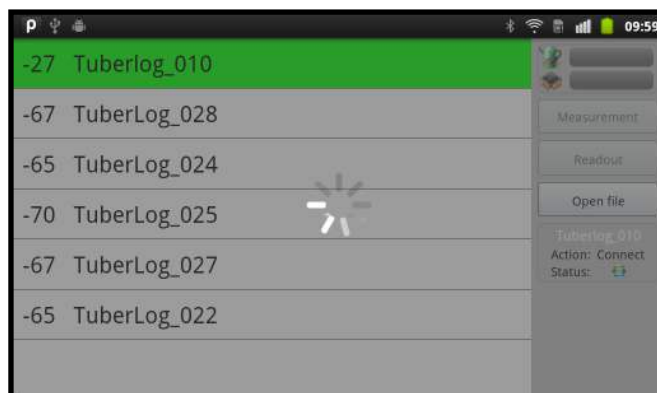 09:59
-27 Tuberlog_010
-67 TuberLog_028
-65 TuberLog_024
-70 TuberLog_025
-67 TuberLog_027
-65 TuberLog_022
Measurement
Readout
Open file
Tuberlog_010
Action: Connect
Status: